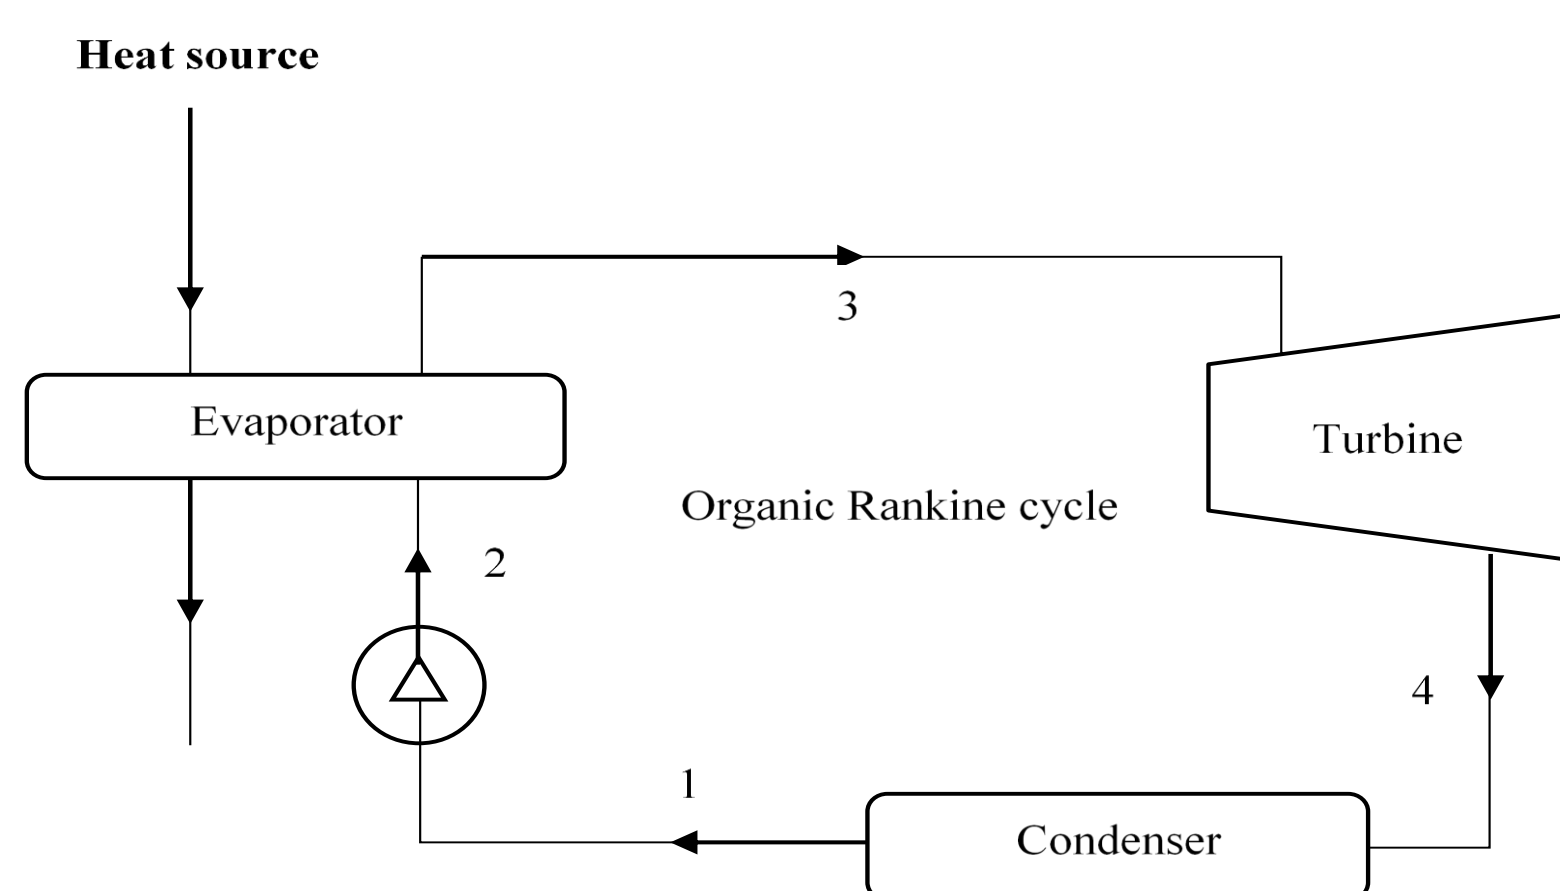 Heat source
3
Evaporator
Turbine
Organic Rankine cycle
2
4
1
Condenser